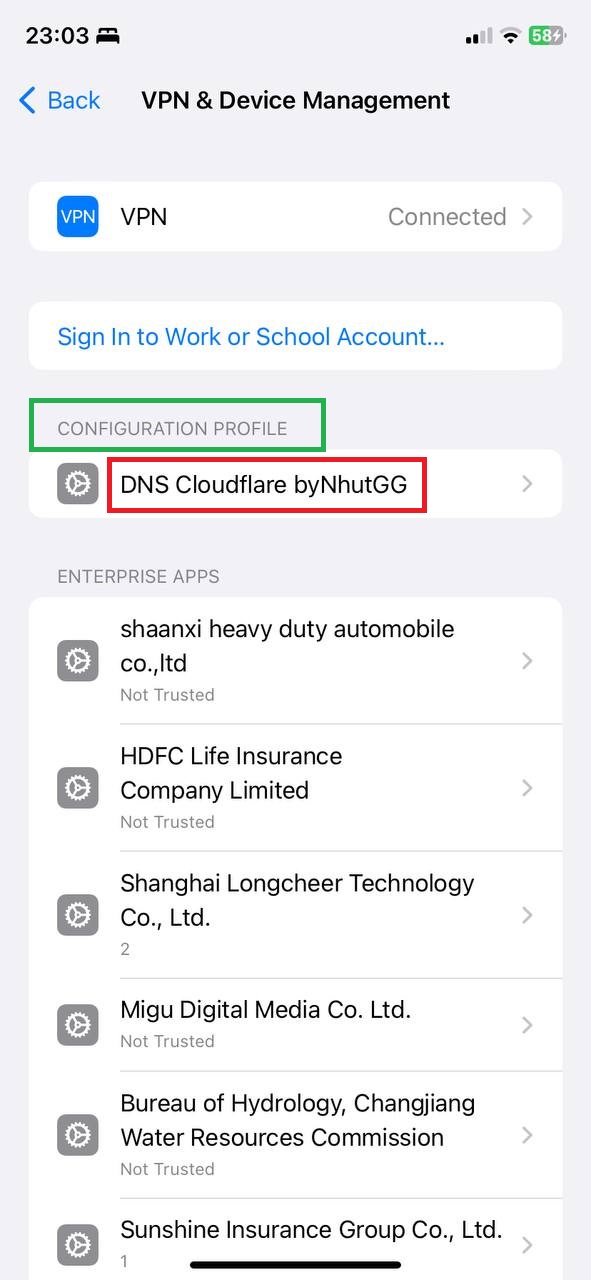 23:03
58
Back
VPN & Device Management
VPN
VPN
Connected
Sign In to Work or School Account...
CONFIGURATION PROFILE
DNS Cloudflare byNhutGG
ENTERPRISE APPS
shaanxi heavy duty automobile
co.,ltd
Not Trusted
HDFC Life Insurance
Company Limited
Not Trusted
Shanghai Longcheer Technology
Co., Ltd.
2
Migu Digital Media Co. Ltd.
Not Trusted
Bureau of Hydrology, Changjiang
Water Resources Commission
Not Trusted
Sunshine Insurance Group Co., Ltd.
1